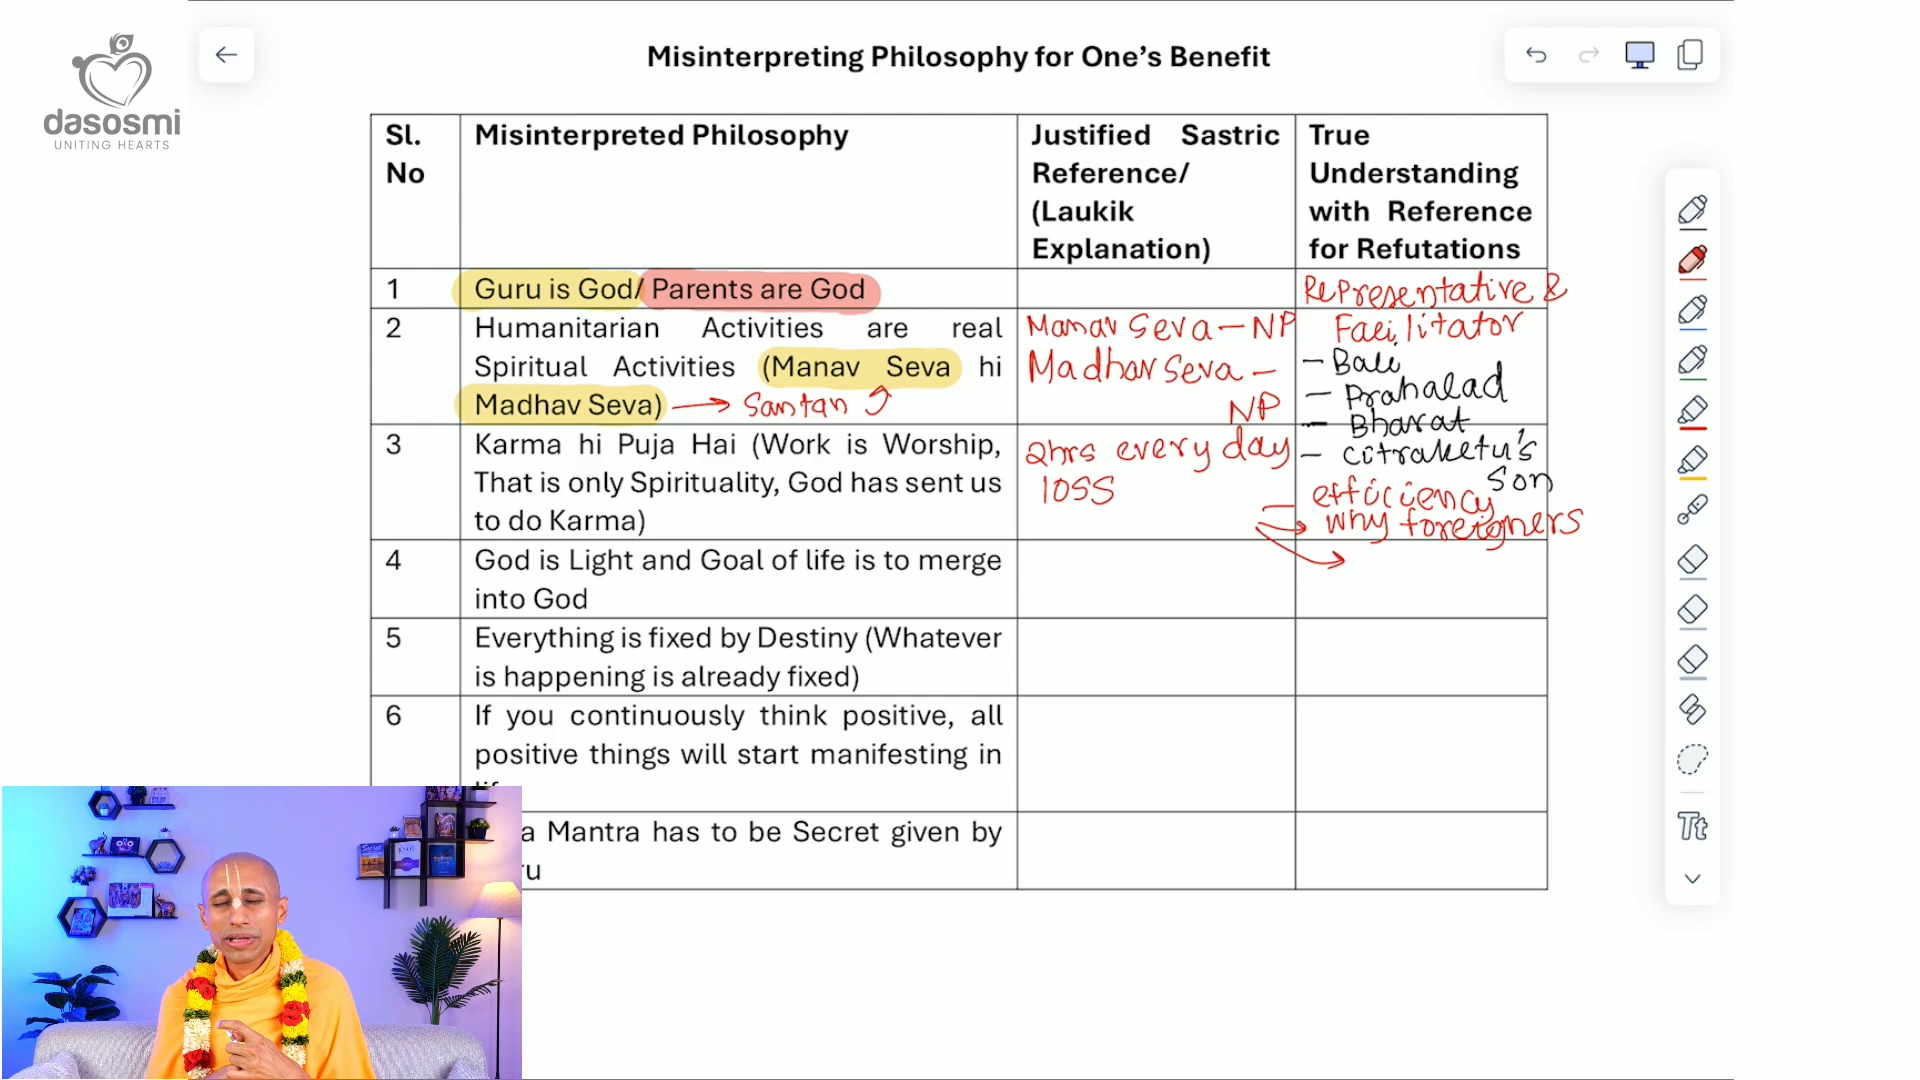 dasosmi
UNITING HEARTS
Misinterpreting Philosophy for One's Benefit
Sl. No
Misinterpreted Philosophy
Justified Sastric Reference/ (Laukik Explanation)
True Understanding with Reference for Refutations
1
Guru is God/ Parents are God
Representative &
Facilitator
2
Humanitarian Activities are real
Spiritual Activities (Manav Seva hi
Madhav Seva)
Santan
Manav Seva - NP
Madhav Seva -
NP
- Bali
- Prahalad
- Bharat
- Citraketu's
Son
3
Karma hi Puja Hai (Work is Worship,
That is only Spirituality, God has sent us
to do Karma)
2hrs every day
loss
- efficiency
why foreigners
4
God is Light and Goal of life is to merge
into God
5
Everything is fixed by Destiny (Whatever
is happening is already fixed)
6
If you continuously think positive, all
positive things will start manifesting in
a Mantra has to be Secret given by
ru
Tt